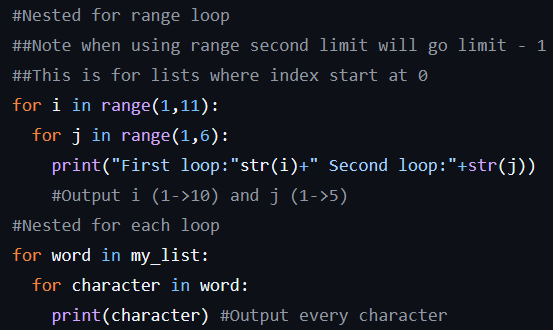 #Nested for range loop
##Note when using range second limit will go limit - 1
##This is for lists where index start at 0
for i in range(1,11):
  for j in range(1,6):
    print("First loop:"str(i)+" Second loop:"+str(j))
    #Output i (1->10) and j (1->5)
#Nested for each loop
for word in my_list:
  for character in word:
    print(character) #Output every character